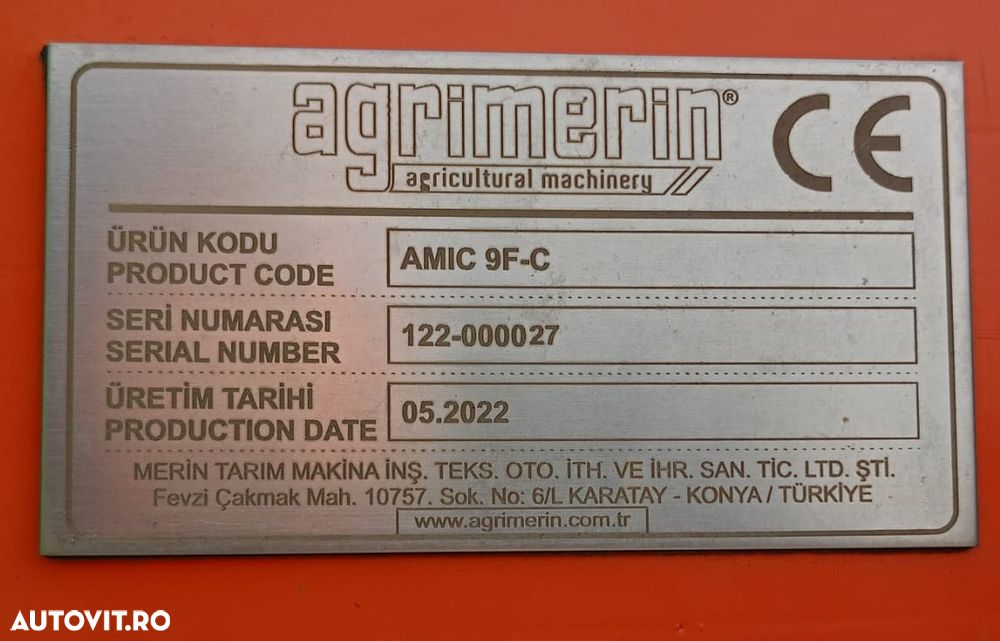 agrimerin® CE
agricultural machinery
ÜRÜN KODU
PRODUCT CODE
AMIC 9F-C
SERİ NUMARASI
SERIAL NUMBER
122-000027
ÜRETİM TARİHİ
PRODUCTION DATE
05.2022
MERİN TARIM MAKİNA İNŞ. TEKS. OTO. İTH. VE İHR. SAN. TİC. LTD. ŞTİ.
Fevzi Çakmak Mah. 10757. Sok. No: 6/L KARATAY - KONYA / TÜRKİYE
www.agrimerin.com.tr
AUTOVIT.RO